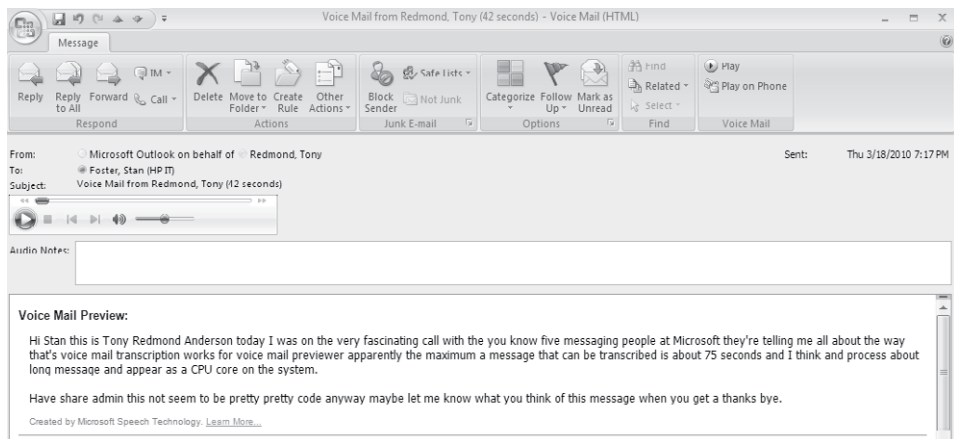 Voice Mail from Redmond, Tony (42 seconds) - Voice Mail (HTML)
Message
Reply Reply to All Forward IM Call
Delete Move to Folder Create Rule Other Actions
Block Sender Safe Lists Not Junk
Categorize Follow Up Mark as Unread
Find Related Select
Play Play on Phone
Respond Actions Junk E-mail Options Find Voice Mail
From: Microsoft Outlook on behalf of Redmond, Tony Sent: Thu 3/18/2010 7:17 PM
To: Foster, Stan (HP IT)
Subject: Voice Mail from Redmond, Tony (42 seconds)
Audio Notes:
Voice Mail Preview:
Hi Stan this is Tony Redmond Anderson today I was on the very fascinating call with the you know five messaging people at Microsoft they're telling me all about the way
that's voice mail transcription works for voice mail previewer apparently the maximum a message that can be transcribed is about 75 seconds and I think and process about
long message and appear as a CPU core on the system.
Have share admin this not seem to be pretty pretty code anyway maybe let me know what you think of this message when you get a thanks bye.
Created by Microsoft Speech Technology. Learn More...